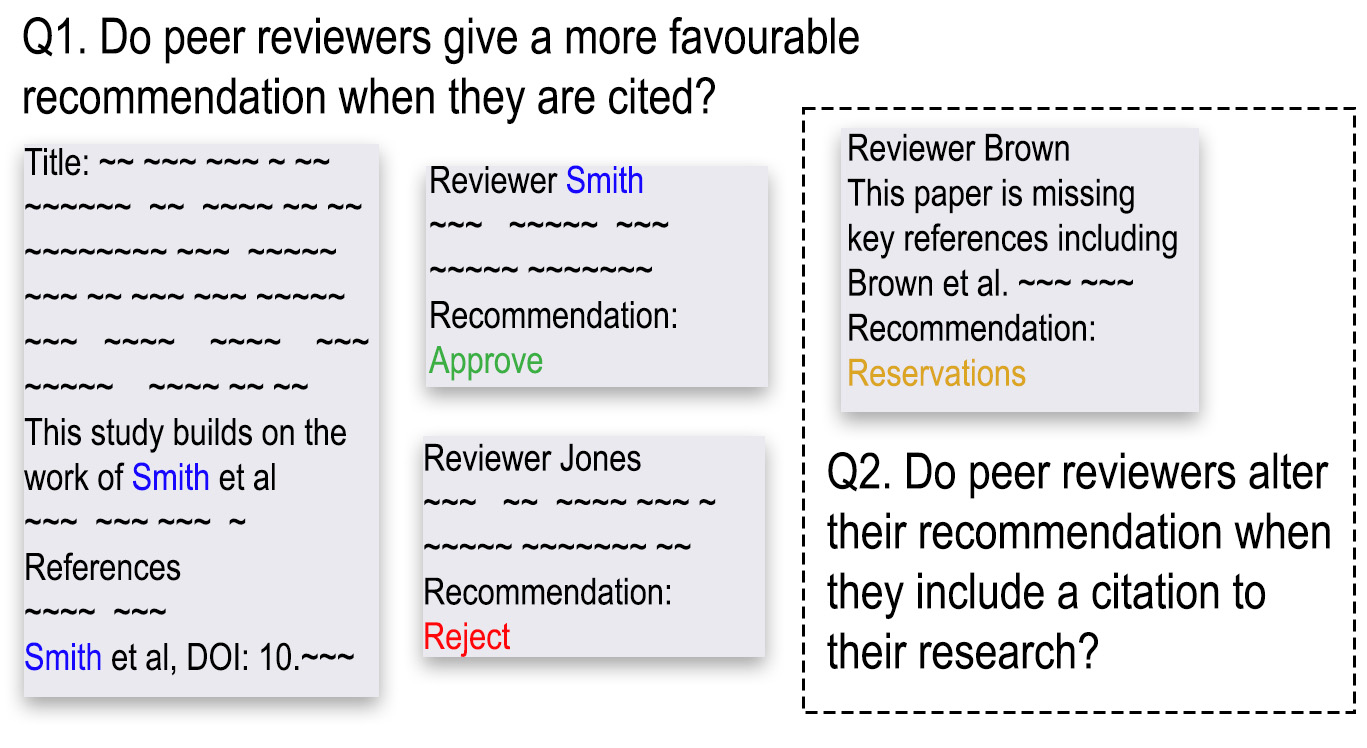 Q1. Do peer reviewers give a more favourable
recommendation when they are cited?
Title: ~~ ~~~ ~~~ ~ ~~
~~~~~~ ~~ ~~~~ ~~ ~~
~~~~~~~~ ~~~ ~~~~~
~~~ ~~ ~~~ ~~~ ~~~~~
~~~ ~~~~ ~~~~ ~~~
~~~~~ ~~~~ ~~ ~~
This study builds on the
work of Smith et al
~~~ ~~~ ~~~ ~
References
~~~~ ~~~
Smith et al, DOI: 10.~~~
Reviewer Smith
~~~ ~~~~~ ~~~
~~~~~ ~~~~~~~
Recommendation:
Approve
Reviewer Jones
~~~ ~~ ~~~~ ~~~ ~
~~~~~ ~~~~~~~ ~~
Recommendation:
Reject
Reviewer Brown
This paper is missing
key references including
Brown et al. ~~~ ~~~
Recommendation:
Reservations
Q2. Do peer reviewers alter
their recommendation when
they include a citation to
their research?